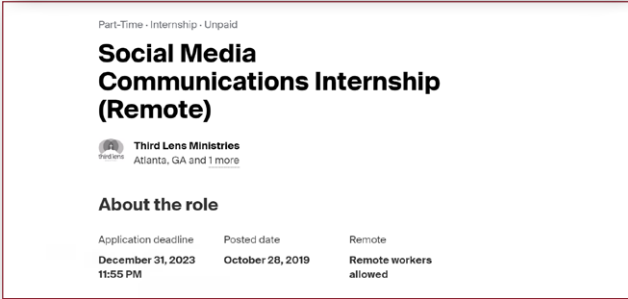 Part-Time · Internship · Unpaid
Social Media
Communications Internship
(Remote)
thirdlens
Third Lens Ministries
Atlanta, GA and 1 more
About the role
Application deadline Posted date Remote
December 31, 2023 October 28, 2019 Remote workers
11:55 PM allowed